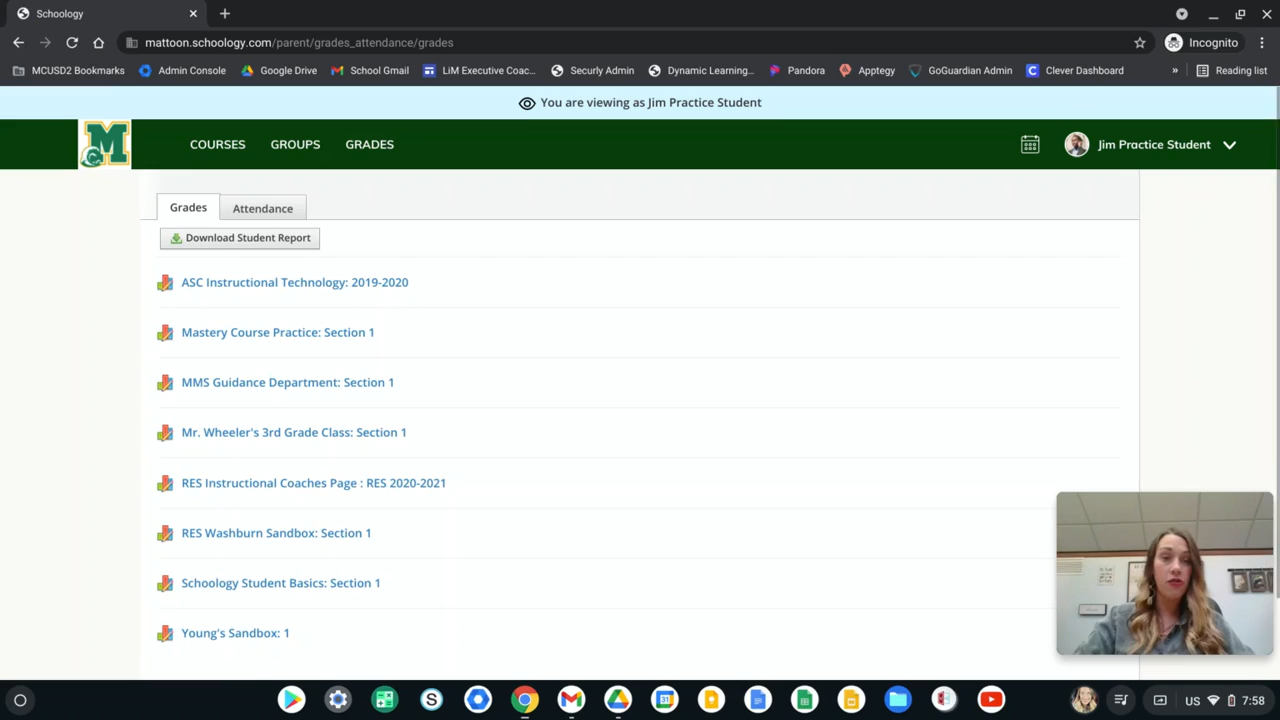 Schoology
mattoon.schoology.com/parent/grades_attendance/grades
Incognito
MCUSD2 Bookmarks Admin Console Google Drive School Gmail LiM Executive Coac... Securly Admin Dynamic Learning... Pandora Apptegy GoGuardian Admin Clever Dashboard » Reading list
You are viewing as Jim Practice Student
M COURSES GROUPS GRADES Jim Practice Student
Grades Attendance
Download Student Report
ASC Instructional Technology: 2019-2020
Mastery Course Practice: Section 1
MMS Guidance Department: Section 1
Mr. Wheeler's 3rd Grade Class: Section 1
RES Instructional Coaches Page : RES 2020-2021
RES Washburn Sandbox: Section 1
Schoology Student Basics: Section 1
Young's Sandbox: 1
S 31 US 7:58